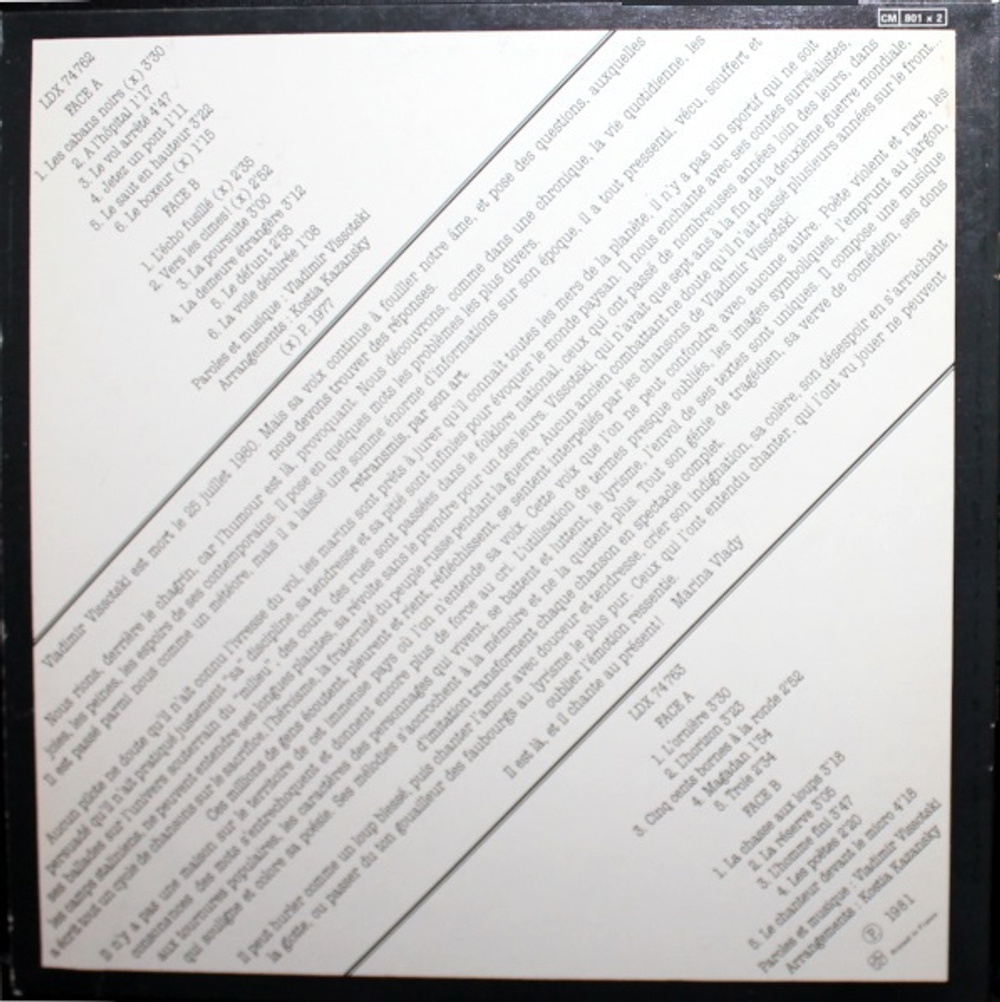 CM 801 x 2
LDX 74 762
FACE A
1. Les cabans noirs (x) 3'30
2. A l'hôpital 1'17
3. Le vol arrêté 4'47
4. Jetez un pont 1'11
5. Le saut en hauteur 3'22
6. Le boxeur (x) 1'15
FACE B
1. L'écho fusillé (x) 2'35
2. Vers les cimes! (x) 2'52
3. La poursuite 3'00
4. La demeure étrangère 3'12
5. Le défunt 2'55
6. La voile déchirée 1'08
Paroles et musique : Vladimir Vissotski
Arrangements : Kostia Kazansky
(x) P. 1977
Vladimir Vissotski est mort le 25 juillet 1980. Mais sa voix continue à fouiller notre âme, et pose des questions, auxquelles
nous devons trouver des réponses.
Nous rions, derrière le chagrin, car l'humour est là, provoquant. Nous découvrons, comme dans une chronique, la vie quotidienne, les
joies, les peines, les espoirs de ses contemporains. Il pose en quelques mots les problèmes les plus divers.
Il est passé parmi nous comme un météore, mais il a laissé une somme énorme d'informations sur son époque, il a tout pressenti, vécu, souffert et
retransmis, par son art.
Aucun pilote ne doute qu'il n'ait connu l'ivresse du vol, les marins sont prêts à jurer qu'il connaît toutes les mers de la planète, il n'y a pas un sportif qui ne soit
persuadé qu'il n'ait pratiqué justement "sa" discipline, sa tendresse et sa pitié sont infinies pour évoquer le monde paysan. Il nous enchante avec ses contes surréalistes,
ses ballades sur l'univers souterrain du "milieu", des cours, des rues sont passées dans le folklore national, ceux qui ont passé de nombreuses années loin des leurs, dans
les camps staliniens, ne peuvent entendre ses longues plaintes, sa révolte sans le prendre pour un des leurs. Vissotski, qui n'avait que sept ans à la fin de la deuxième guerre mondiale,
a écrit tout un cycle de chansons sur le sacrifice, l'héroïsme, la fraternité du peuple russe pendant la guerre. Aucun ancien combattant ne doute qu'il n'ait passé plusieurs années sur le front...
Ces millions de gens écoutent, pleurent et rient, réfléchissent, se sentent interpellés par les chansons de Vladimir Vissotski.
Il n'y a pas une maison sur le territoire de cet immense pays où l'on n'entende sa voix. Cette voix que l'on ne peut confondre avec aucune autre. Poète violent et rare, les
consonances des mots s'entrechoquent et donnent encore plus de force au cri. L'utilisation de termes presque oubliés, les images symboliques, l'emprunt au jargon,
aux tournures populaires, les caractères des personnages qui vivent, se battent et luttent, le lyrisme, l'envol de ses textes sont uniques. Il compose une musique
qui souligne et colore sa poésie. Ses mélodies s'accrochent à la mémoire et ne la quittent plus. Tout son génie de tragédien, sa verve de comédien, ses dons
d'imitation transforment chaque chanson en spectacle complet.
Il peut hurler comme un loup blessé, puis chanter l'amour avec douceur et tendresse, crier son indignation, sa colère, son désespoir en s'arrachant
la gorge, ou passer du ton gouailleur des faubourgs au lyrisme le plus pur. Ceux qui l'ont entendu chanter, qui l'ont vu jouer ne peuvent
oublier l'émotion ressentie.
Il est là, et il chante au présent! Marina Vlady
LDX 74 763
FACE A
1. L'ornière 3'30
2. L'horizon 3'23
3. Cinq cents bornes à la ronde 2'52
4. Magadan 1'54
5. Troie 2'34
FACE B
1. La chasse aux loups 3'18
2. La réserve 3'05
3. L'homme fini 3'47
4. Les poètes 2'20
5. Le chanteur devant le micro 4'18
Paroles et musique : Vladimir Vissotski
Arrangements : Kostia Kazansky
℗ 1981